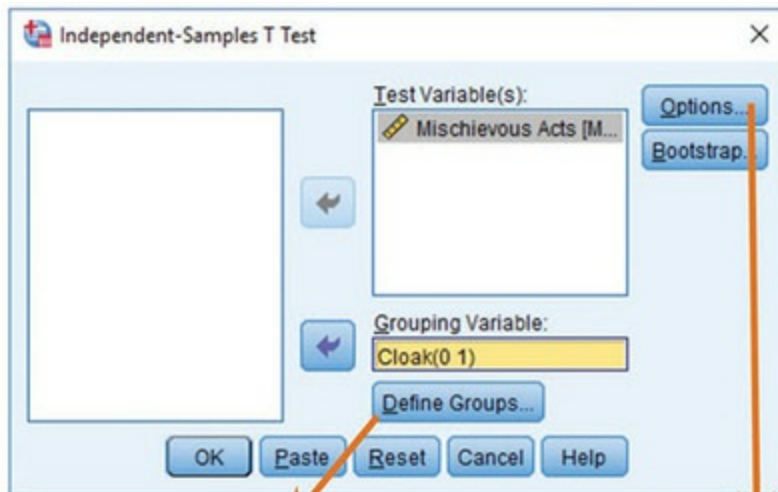 Independent-Samples T Test
Test Variable(s):
Mischievous Acts [M...
Options...
Bootstrap...
Grouping Variable:
Cloak(0 1)
Define Groups...
OK Paste Reset Cancel Help